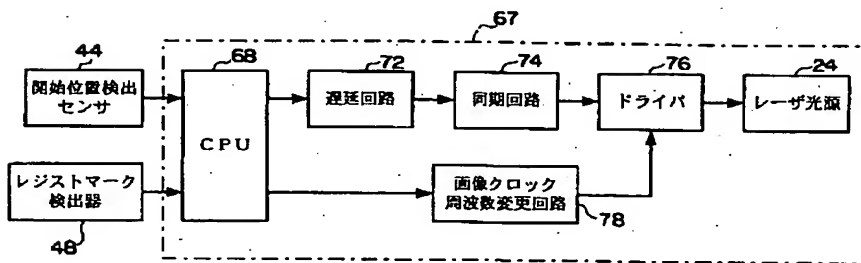 67
44
開始位置検出
センサ
68
CPU
72
遅延回路
74
同期回路
76
ドライバ
24
レーザ光源
レジストマーク
検出器
48
画像クロック
周波数変更回路
78